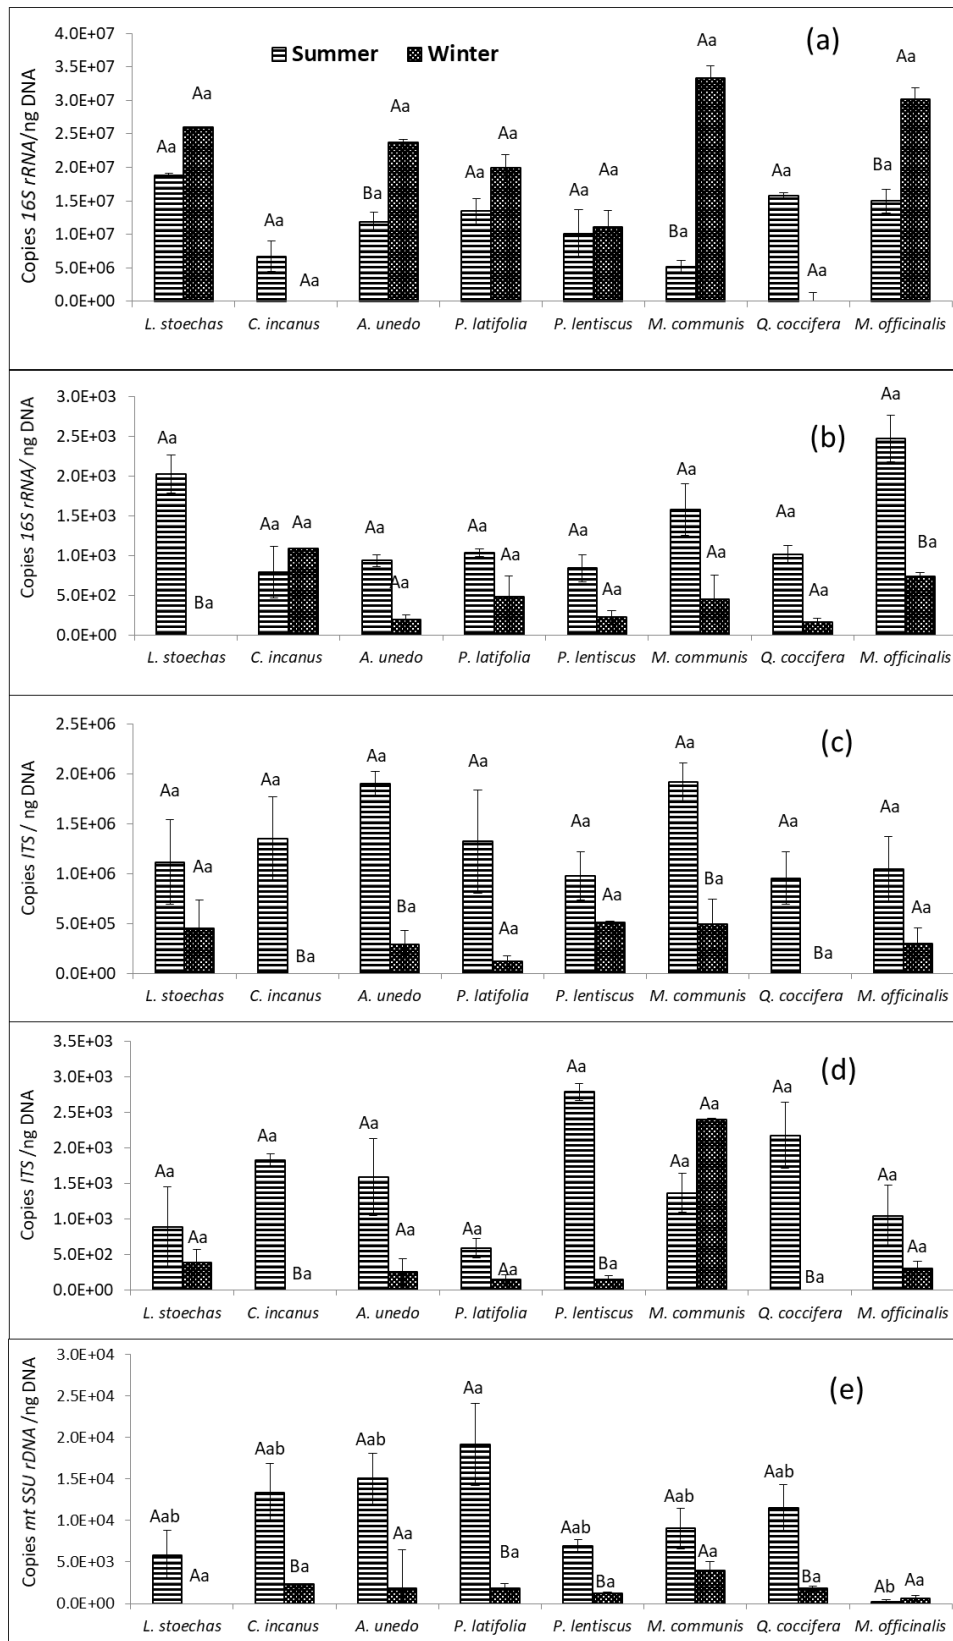 (a)
Summer Winter
Copies 16S rRNA/ng DNA
4.0E+07
3.5E+07
3.0E+07
2.5E+07
2.0E+07
1.5E+07
1.0E+07
5.0E+06
0.0E+00
Aa Aa Aa Aa Ba Aa Aa Aa Aa Aa Ba Aa Aa Aa Ba Aa
L. stoechas C. incanus A. unedo P. latifolia P. lentiscus M. communis Q. coccifera M. officinalis
(b)
Copies 16S rRNA/ ng DNA
3.0E+03
2.5E+03
2.0E+03
1.5E+03
1.0E+03
5.0E+02
0.0E+00
Aa Ba Aa Aa Aa Aa Aa Aa Aa Aa Aa Aa Aa Aa Aa Ba
L. stoechas C. incanus A. unedo P. latifolia P. lentiscus M. communis Q. coccifera M. officinalis
(c)
Copies ITS / ng DNA
2.5E+06
2.0E+06
1.5E+06
1.0E+06
5.0E+05
0.0E+00
Aa Aa Aa Ba Aa Ba Aa Aa Aa Aa Aa Ba Aa Ba Aa Aa
L. stoechas C. incanus A. unedo P. latifolia P. lentiscus M. communis Q. coccifera M. officinalis
(d)
Copies ITS /ng DNA
3.5E+03
3.0E+03
2.5E+03
2.0E+03
1.5E+03
1.0E+03
5.0E+02
0.0E+00
Aa Aa Aa Ba Aa Aa Aa Aa Aa Ba Aa Aa Aa Ba Aa Aa
L. stoechas C. incanus A. unedo P. latifolia P. lentiscus M. communis Q. coccifera M. officinalis
(e)
Copies mt SSU rDNA /ng DNA
3.0E+04
2.5E+04
2.0E+04
1.5E+04
1.0E+04
5.0E+03
0.0E+00
Aab Aa Aab Ba Aab Aa Aa Ba Aab Ba Aab Aa Aab Ba Ab Aa
L. stoechas C. incanus A. unedo P. latifolia P. lentiscus M. communis Q. coccifera M. officinalis